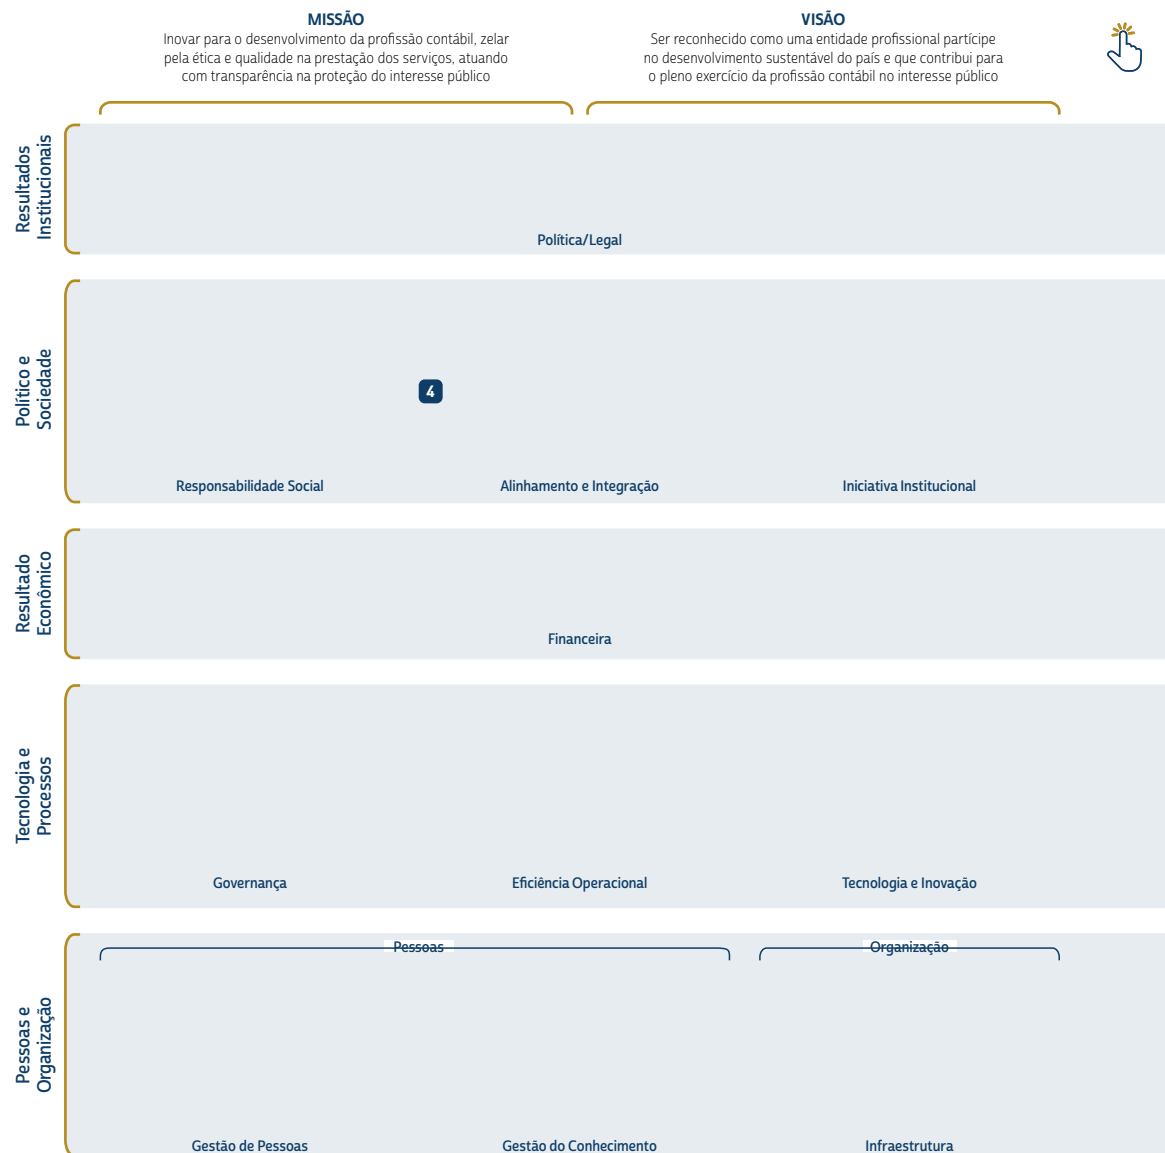 MISSÃO
Inovar para o desenvolvimento da profissão contábil, zelar
pela ética e qualidade na prestação dos serviços, atuando
com transparência na proteção do interesse público
VISÃO
Ser reconhecido como uma entidade profissional partícipe
no desenvolvimento sustentável do país e que contribui para
o pleno exercício da profissão contábil no interesse público
Resultados
Institucionais
Política/Legal
Político e
Sociedade
4
Responsabilidade Social
Alinhamento e Integração
Iniciativa Institucional
Resultado
Econômico
Financeira
Tecnologia e
Processos
Governança
Eficiência Operacional
Tecnologia e Inovação
Pessoas e
Organização
Pessoas
Organização
Gestão de Pessoas
Gestão do Conhecimento
Infraestrutura